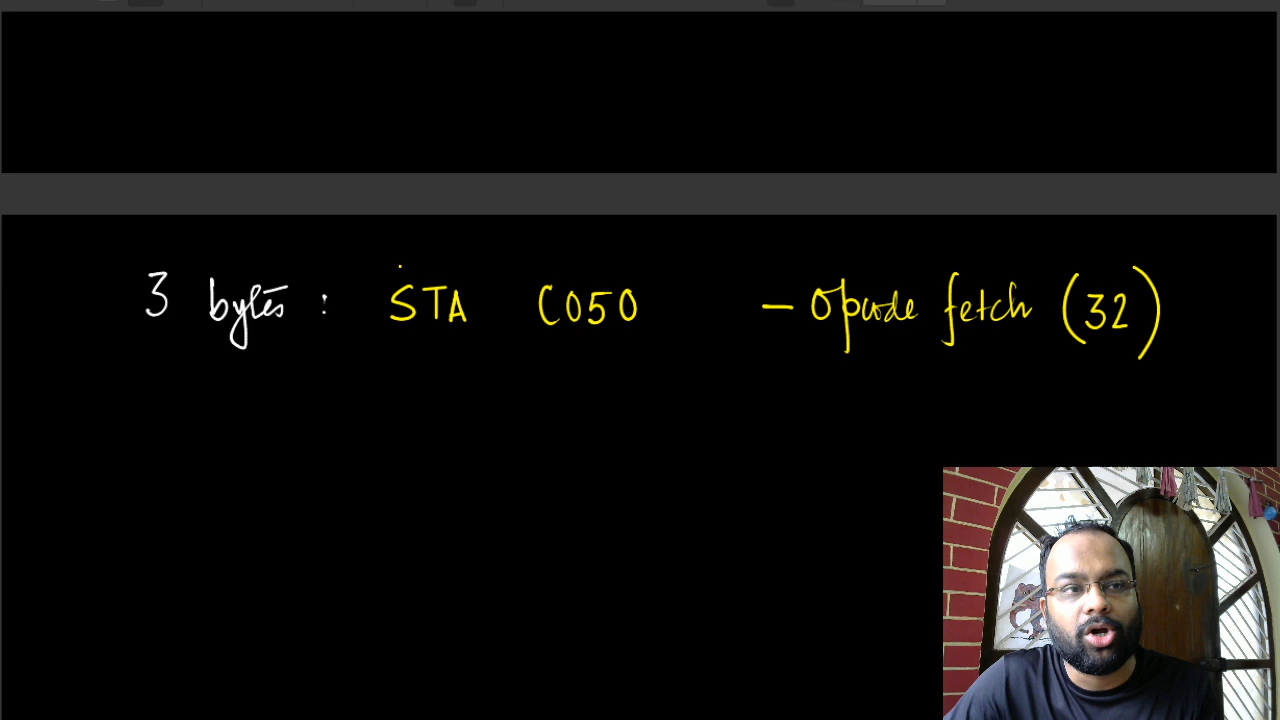 3 bytes : STA C050 – Opcode fetch (32)